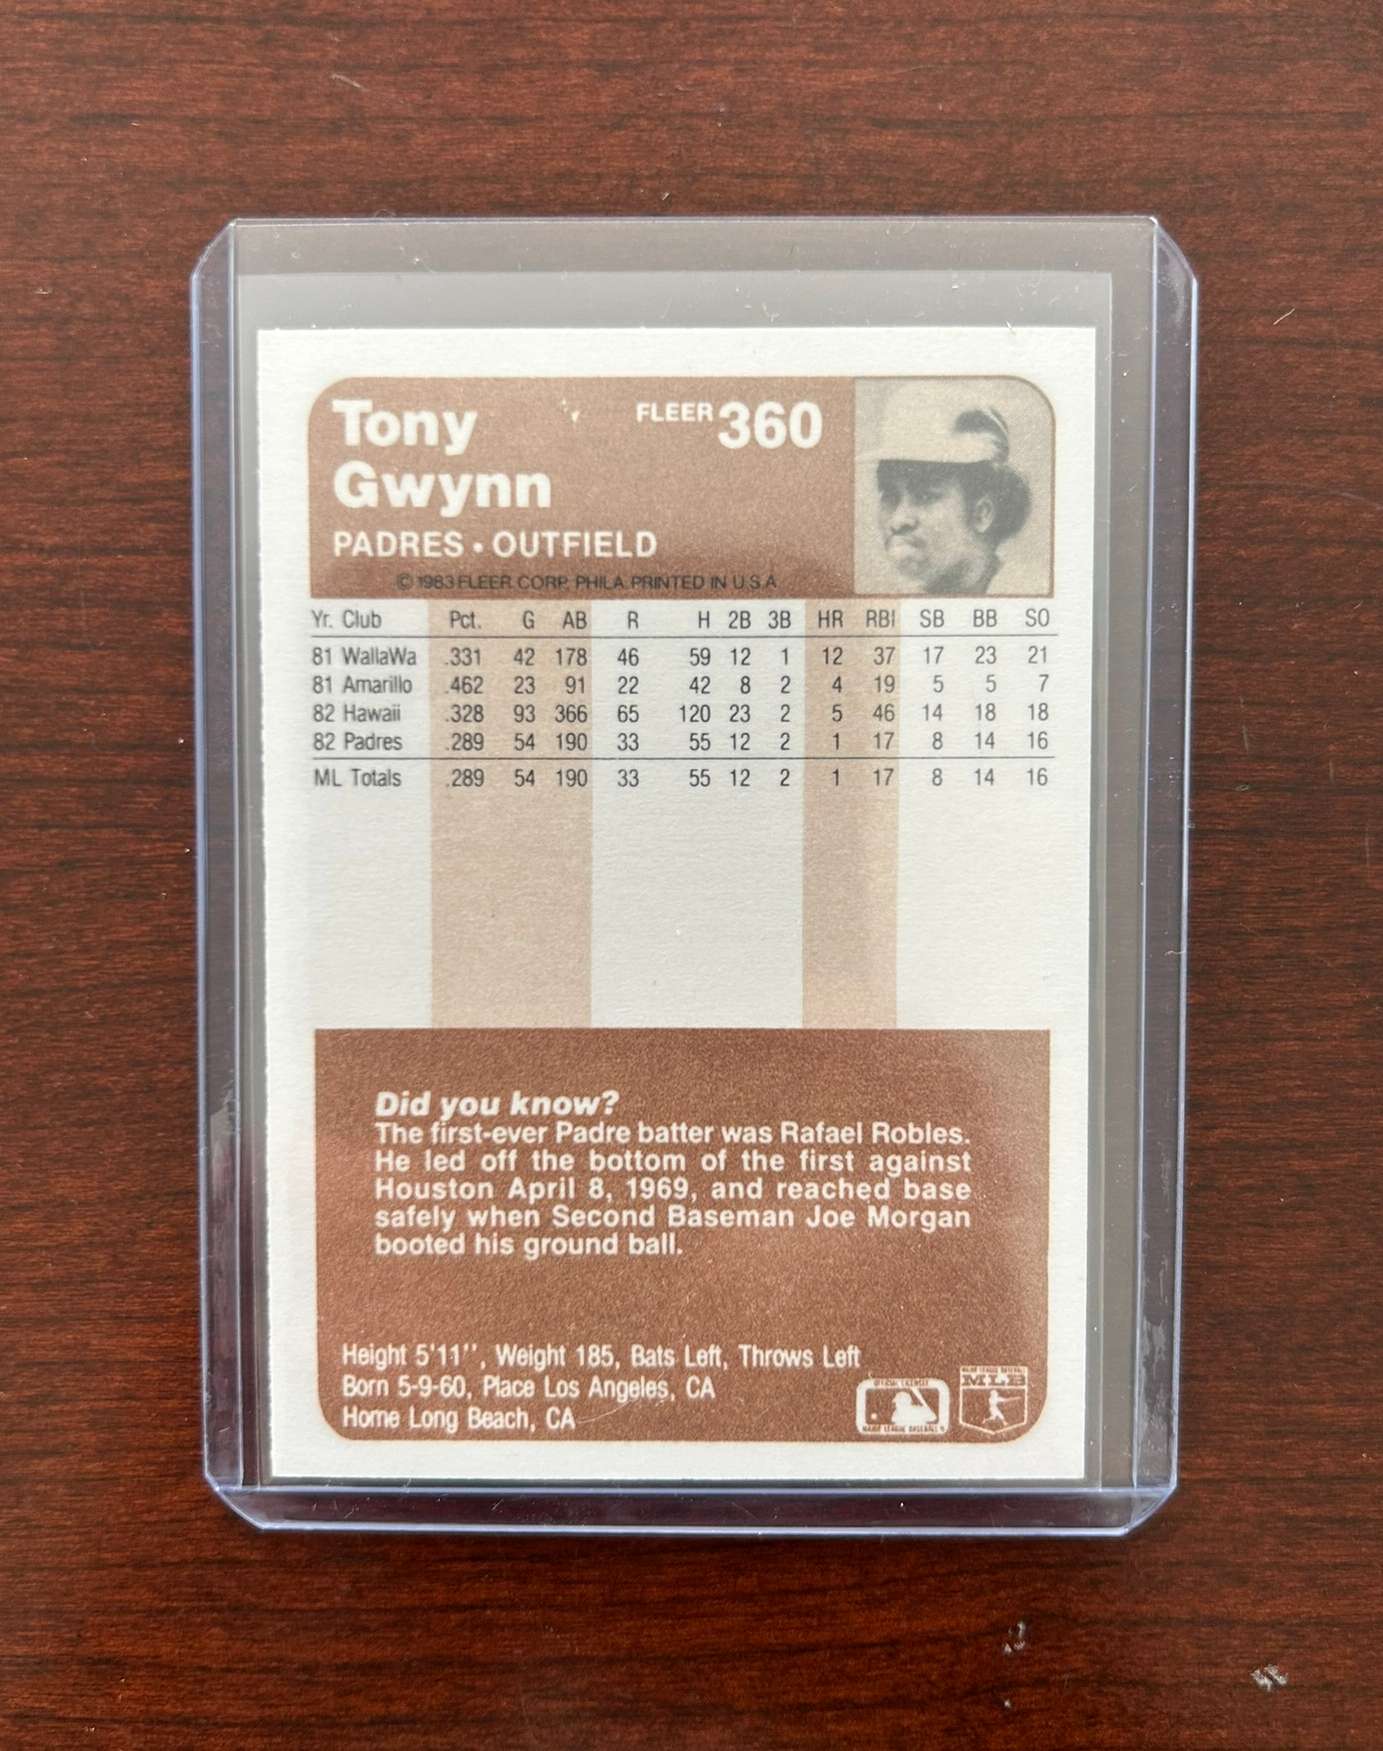 Tony
Gwynn
FLEER 360
PADRES • OUTFIELD
© 1983 FLEER CORP. PHILA. PRINTED IN U.S.A.
Yr. Club Pct. G AB R H 2B 3B HR RBI SB BB SO
81 WallaWa .331 42 178 46 59 12 1 12 37 17 23 21
81 Amarillo .462 23 91 22 42 8 2 4 19 5 5 7
82 Hawaii .328 93 366 65 120 23 2 5 46 14 18 18
82 Padres .289 54 190 33 55 12 2 1 17 8 14 16
ML Totals .289 54 190 33 55 12 2 1 17 8 14 16
Did you know?
The first-ever Padre batter was Rafael Robles.
He led off the bottom of the first against
Houston April 8, 1969, and reached base
safely when Second Baseman Joe Morgan
booted his ground ball.
Height 5'11'', Weight 185, Bats Left, Throws Left
Born 5-9-60, Place Los Angeles, CA
Home Long Beach, CA
OFFICIAL LICENSEE
MAJOR LEAGUE BASEBALL
MLB